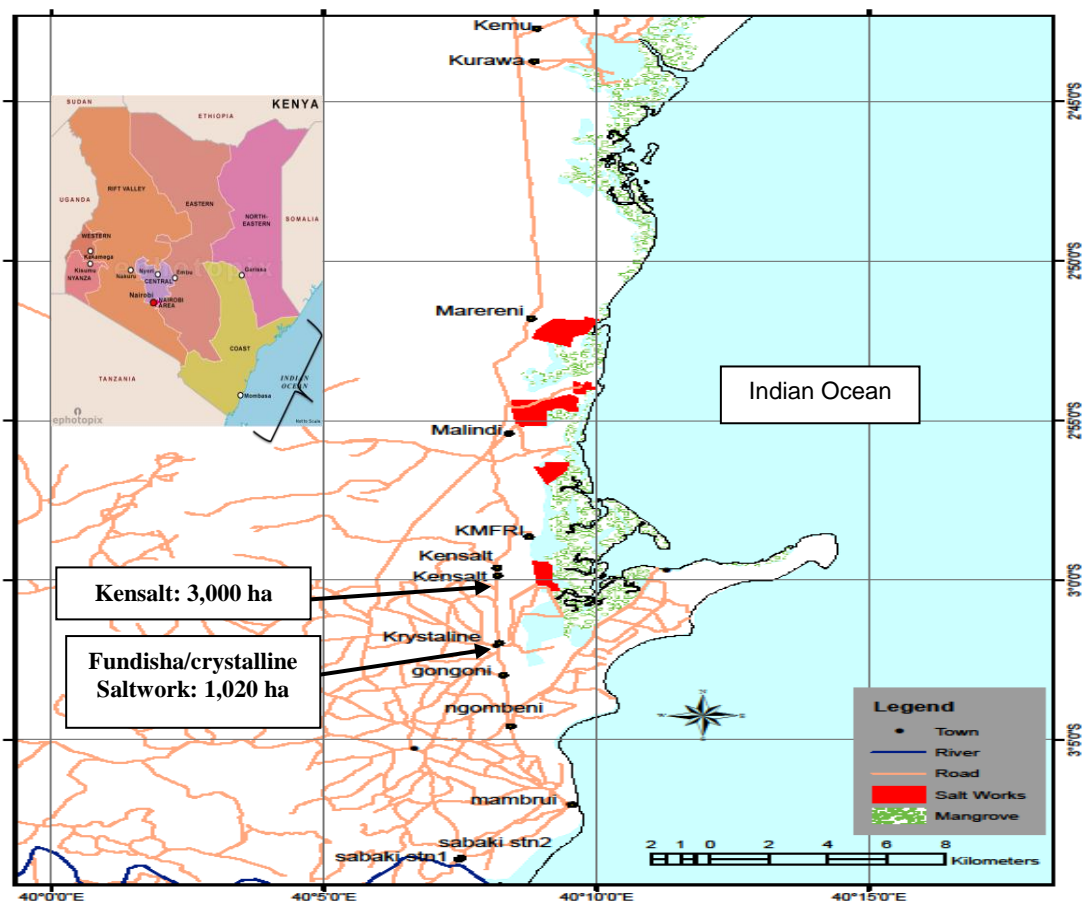 Kemu
Kurawa
2°45'0"S
SUDAN
KENYA
ETHIOPIA
UGANDA
RIFT VALLEY
EASTERN
NORTH-
EASTERN
SOMALIA
WESTERN
Kakamega
Kisumu
NYANZA
Nakuru
Nyeri
Embu
CENTRAL
Garissa
Nairobi
NAIROBI
AREA
COAST
TANZANIA
INDIAN
OCEAN
Mombasa
ephotopix
ephotopix
Not to Scale
2°50'0"S
Marereni
Indian Ocean
2°55'0"S
Malindi
KMFRI
Kensalt
Kensalt
3°0'0"S
Kensalt: 3,000 ha
Krystaline
Fundisha/crystalline
Saltwork: 1,020 ha
gongoni
ngombeni
3°5'0"S
N
W
E
S
Legend
Town
River
Road
Salt Works
Mangrove
mambrui
sabaki stn2
sabaki stn1
2 1 0 2 4 6 8
Kilometers
40°0'0"E 40°5'0"E 40°10'0"E 40°15'0"E